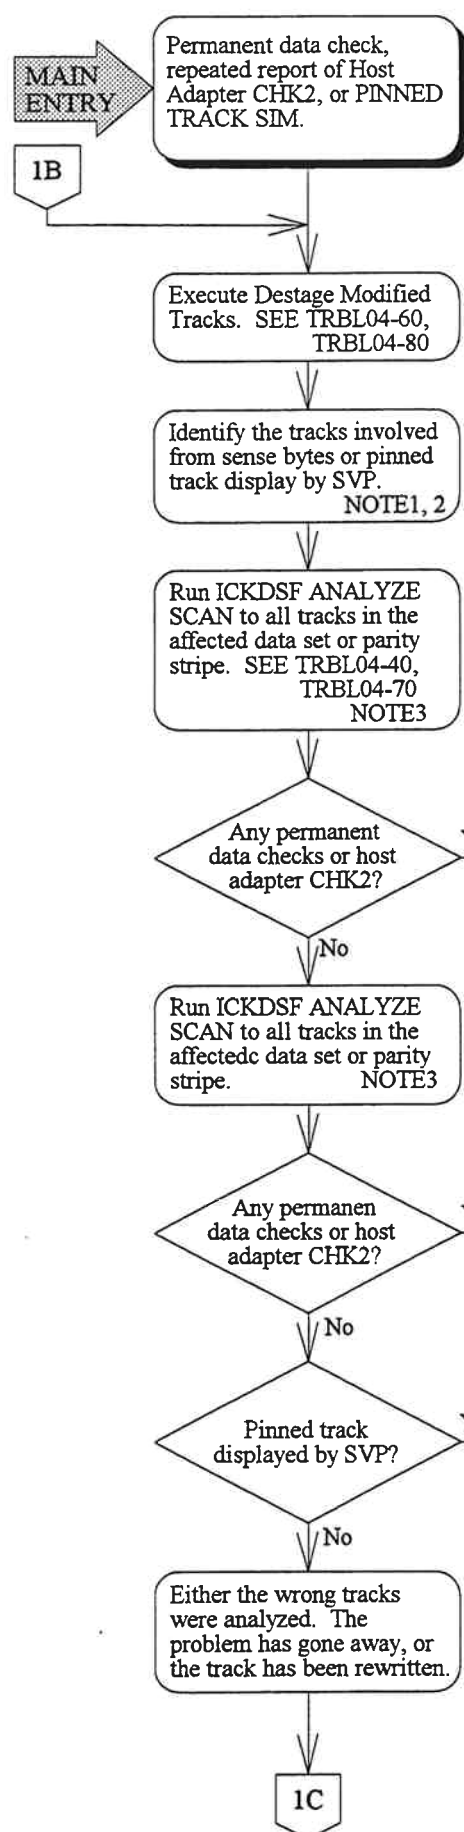 MAIN
ENTRY
Permanent data check,
repeated report of Host
Adapter CHK2, or PINNED
TRACK SIM.
1B
Execute Destage Modified
Tracks. SEE TRBL04-60,
TRBL04-80
Identify the tracks involved
from sense bytes or pinned
track display by SVP.
NOTE1, 2
Run ICKDSF ANALYZE
SCAN to all tracks in the
affected data set or parity
stripe. SEE TRBL04-40,
TRBL04-70
NOTE3
Any permanent
data checks or host
adapter CHK2?
No
Run ICKDSF ANALYZE
SCAN to all tracks in the
affectedc data set or parity
stripe. NOTE3
Any permanen
data checks or host
adapter CHK2?
No
Pinned track
displayed by SVP?
No
Either the wrong tracks
were analyzed. The
problem has gone away, or
the track has been rewritten.
1C